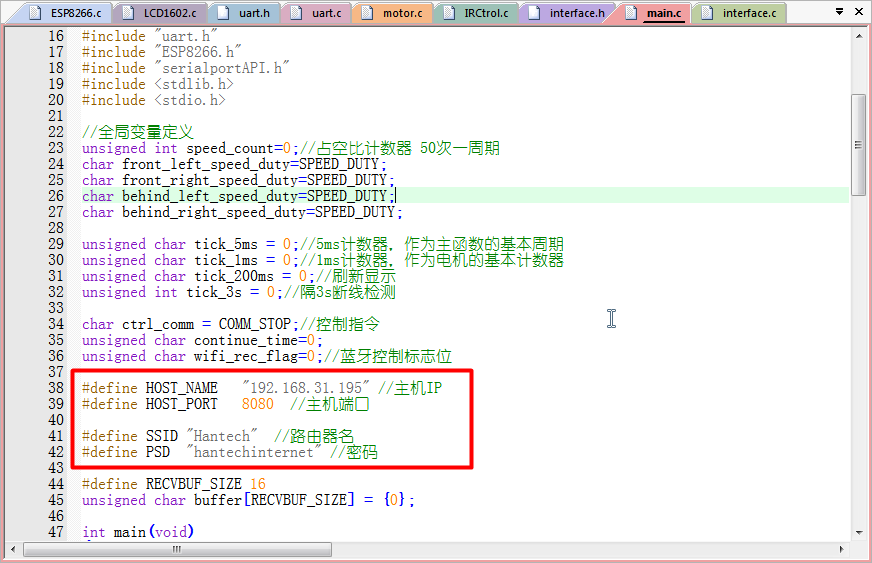 ESP8266.c LCD1602.c uart.h uart.c motor.c IRCtrol.c interface.h main.c interface.c
16 #include "uart.h"
17 #include "ESP8266.h"
18 #include "serialportAPI.h"
19 #include <stdlib.h>
20 #include <stdio.h>
21
22 //全局变量定义
23 unsigned int speed_count=0;//占空比计数器 50次一周期
24 char front_left_speed_duty=SPEED_DUTY;
25 char front_right_speed_duty=SPEED_DUTY;
26 char behind_left_speed_duty=SPEED_DUTY;
27 char behind_right_speed_duty=SPEED_DUTY;
28
29 unsigned char tick_5ms = 0;//5ms计数器，作为主函数的基本周期
30 unsigned char tick_1ms = 0;//1ms计数器，作为电机的基本计数器
31 unsigned char tick_200ms = 0;//刷新显示
32 unsigned int tick_3s = 0;//隔3s断线检测
33
34 char ctrl_comm = COMM_STOP;//控制指令
35 unsigned char continue_time=0;
36 unsigned char wifi_rec_flag=0;//蓝牙控制标志位
37
38 #define HOST_NAME "192.168.31.195" //主机IP
39 #define HOST_PORT 8080 //主机端口
40
41 #define SSID "Hantech" //路由器名
42 #define PSD "hantechinternet" //密码
43
44 #define RECVBUF_SIZE 16
45 unsigned char buffer[RECVBUF_SIZE] = {0};
46
47 int main(void)